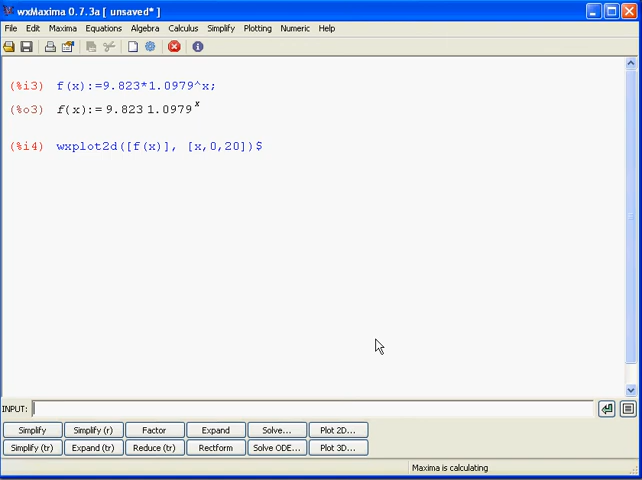 wxMaxima 0.7.3a [ unsaved* ]
File Edit Maxima Equations Algebra Calculus Simplify Plotting Numeric Help
(%i3) f(x):=9.823*1.0979^x;
(%o3) f(x):= 9.823 1.0979^x
(%i4) wxplot2d([f(x)], [x,0,20])$
INPUT:
Simplify Simplify (r) Factor Expand Solve... Plot 2D...
Simplify (tr) Expand (tr) Reduce (tr) Rectform Solve ODE... Plot 3D...
Maxima is calculating